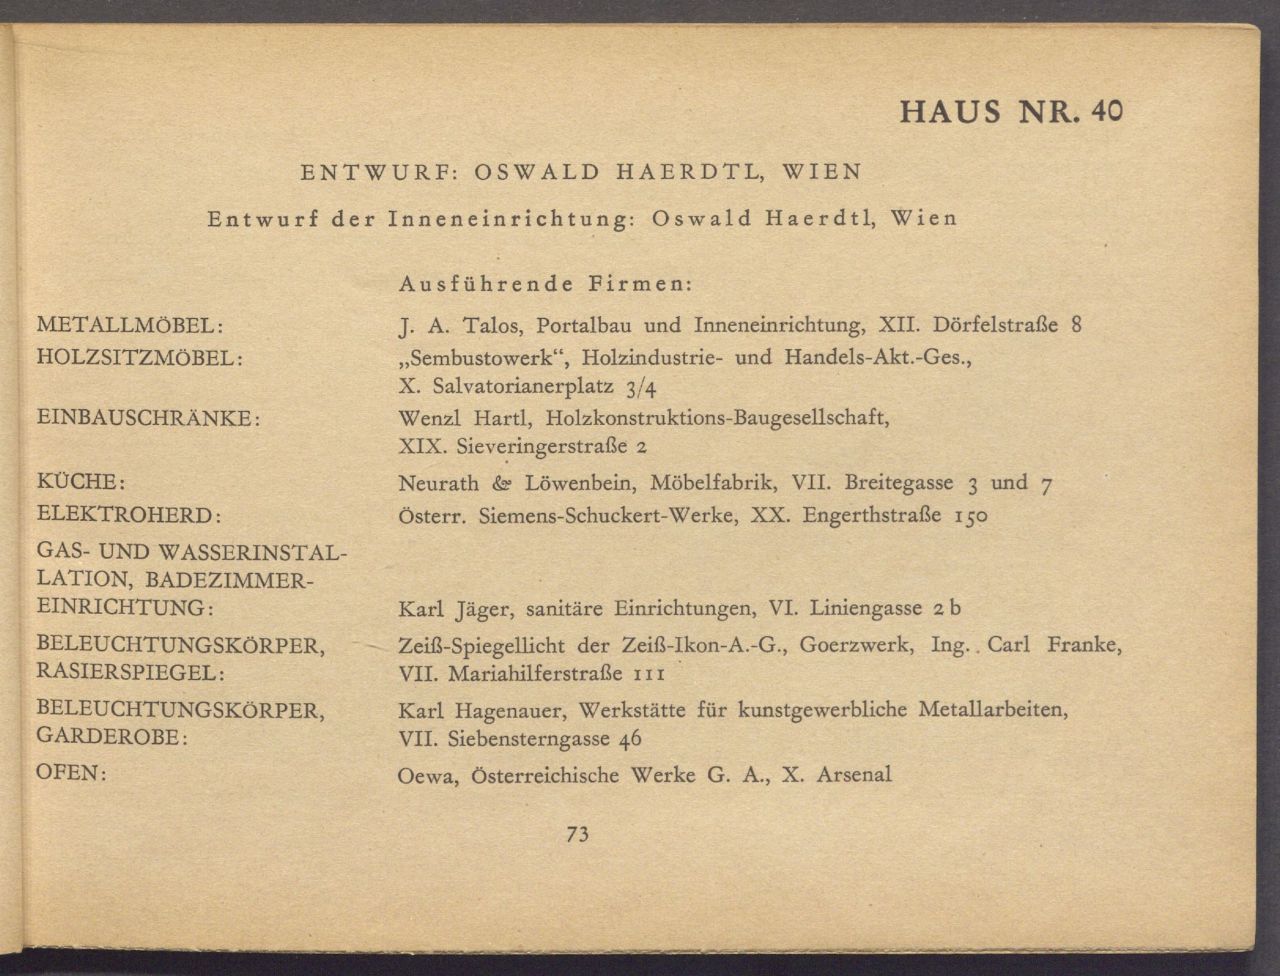 HAUS NR. 40
ENTWURF: OSWALD HAERDTL, WIEN
Entwurf der Inneneinrichtung: Oswald Haerdtl, Wien
Ausführende Firmen:
METALLMÖBEL: J. A. Talos, Portalbau und Inneneinrichtung, XII. Dörfelstraße 8
HOLZSITZMÖBEL: „Sembustowerk“, Holzindustrie- und Handels-Akt.-Ges.,
X. Salvatorianerplatz 3/4
EINBAUSCHRÄNKE: Wenzl Hartl, Holzkonstruktions-Baugesellschaft,
XIX. Sieveringerstraße 2
KÜCHE: Neurath & Löwenbein, Möbelfabrik, VII. Breitegasse 3 und 7
ELEKTROHERD: Österr. Siemens-Schuckert-Werke, XX. Engerthstraße 150
GAS- UND WASSERINSTAL-
LATION, BADEZIMMER-
EINRICHTUNG: Karl Jäger, sanitäre Einrichtungen, VI. Liniengasse 2 b
BELEUCHTUNGSKÖRPER, Zeiß-Spiegellicht der Zeiß-Ikon-A.-G., Goerzwerk, Ing. Carl Franke,
RASIERSPIEGEL: VII. Mariahilferstraße 111
BELEUCHTUNGSKÖRPER, Karl Hagenauer, Werkstätte für kunstgewerbliche Metallarbeiten,
GARDEROBE: VII. Siebensterngasse 46
OFEN: Oewa, Österreichische Werke G. A., X. Arsenal
73